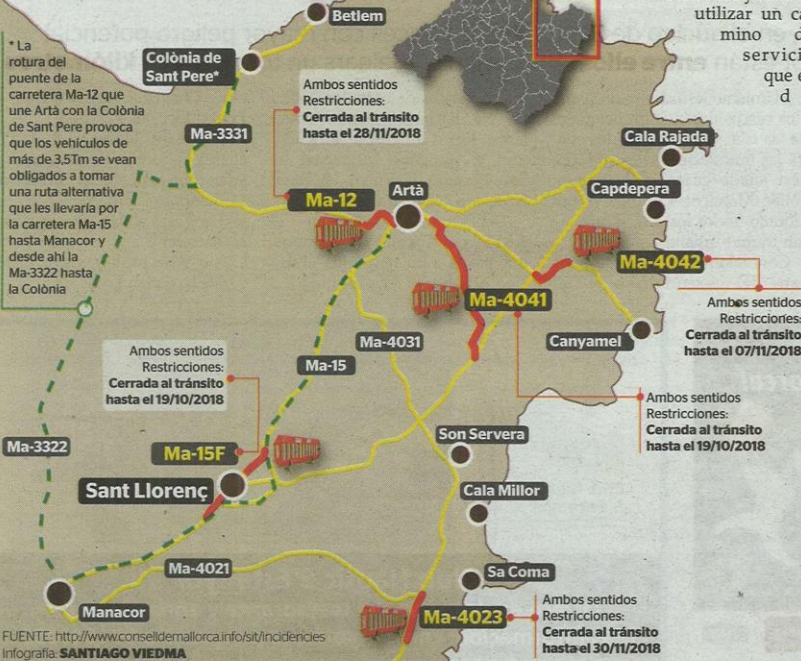 utilizar un ca
mino d
servici
que e
d
Betlem
* La
rotura del
puente de la
carretera Ma-12 que
une Artà con la Colònia
de Sant Pere provoca
que los vehículos de
más de 3,5Tm se vean
obligados a tomar
una ruta alternativa
que les llevaría por
la carretera Ma-15
hasta Manacor y
desde ahí la
Ma-3322 hasta
la Colònia
Colònia de
Sant Pere*
Ambos sentidos
Restricciones:
Cerrada al tránsito
hasta el 28/11/2018
Ma-3331
Cala Rajada
Ma-12
Artà
Capdepera
Ma-4042
Ma-4041
Ambos sentidos
Restricciones:
Cerrada al tránsito
hasta el 07/11/2018
Canyamel
Ma-4031
Ma-15
Ambos sentidos
Restricciones:
Cerrada al tránsito
hasta el 19/10/2018
Ambos sentidos
Restricciones:
Cerrada al tránsito
hasta el 19/10/2018
Ma-3322
Ma-15F
Son Servera
Sant Llorenç
Cala Millor
Ma-4021
Sa Coma
Manacor
Ma-4023
Ambos sentidos
Restricciones:
Cerrada al tránsito
hasta el 30/11/2018
FUENTE: http://www.conselldemallorca.info/sit/incidencies
Infografía: SANTIAGO VIEDMA